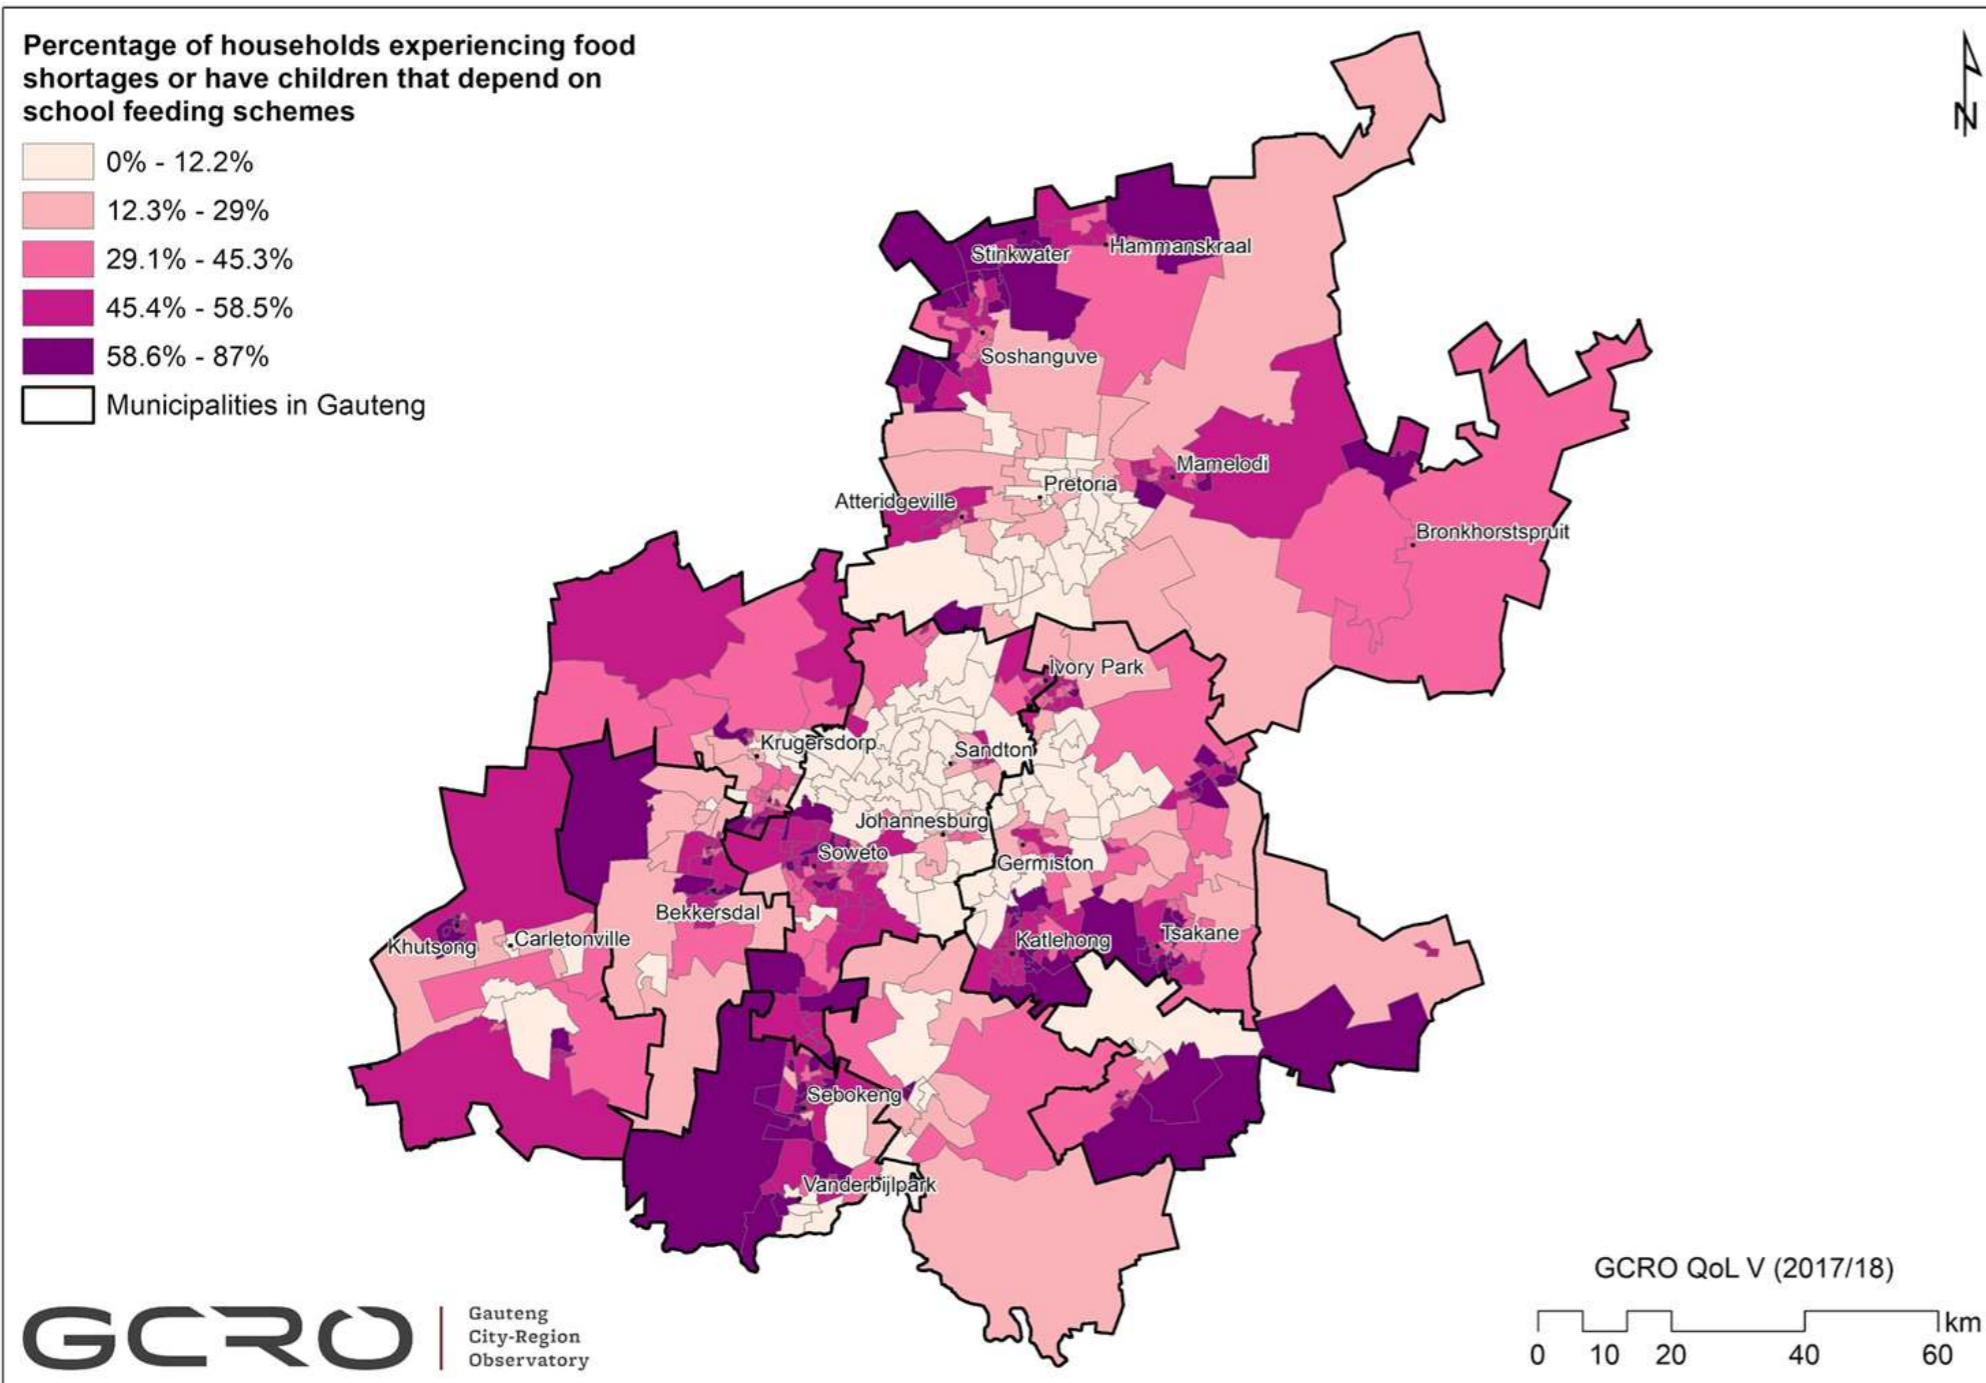 Percentage of households experiencing food
shortages or have children that depend on
school feeding schemes
0% - 12.2%
12.3% - 29%
29.1% - 45.3%
45.4% - 58.5%
58.6% - 87%
Municipalities in Gauteng
N
Stinkwater
Hammanskraal
Soshanguve
Mamelodi
Pretoria
Atteridgeville
Bronkhorstspruit
Ivory Park
Krugersdorp
Sandton
Johannesburg
Soweto
Germiston
Bekkersdal
Khutsong
Carletonville
Katlehong
Tsakane
Sebokeng
Vanderbijlpark
GCRO QoL V (2017/18)
km
0 10 20 40 60
GCRO
Gauteng
City-Region
Observatory